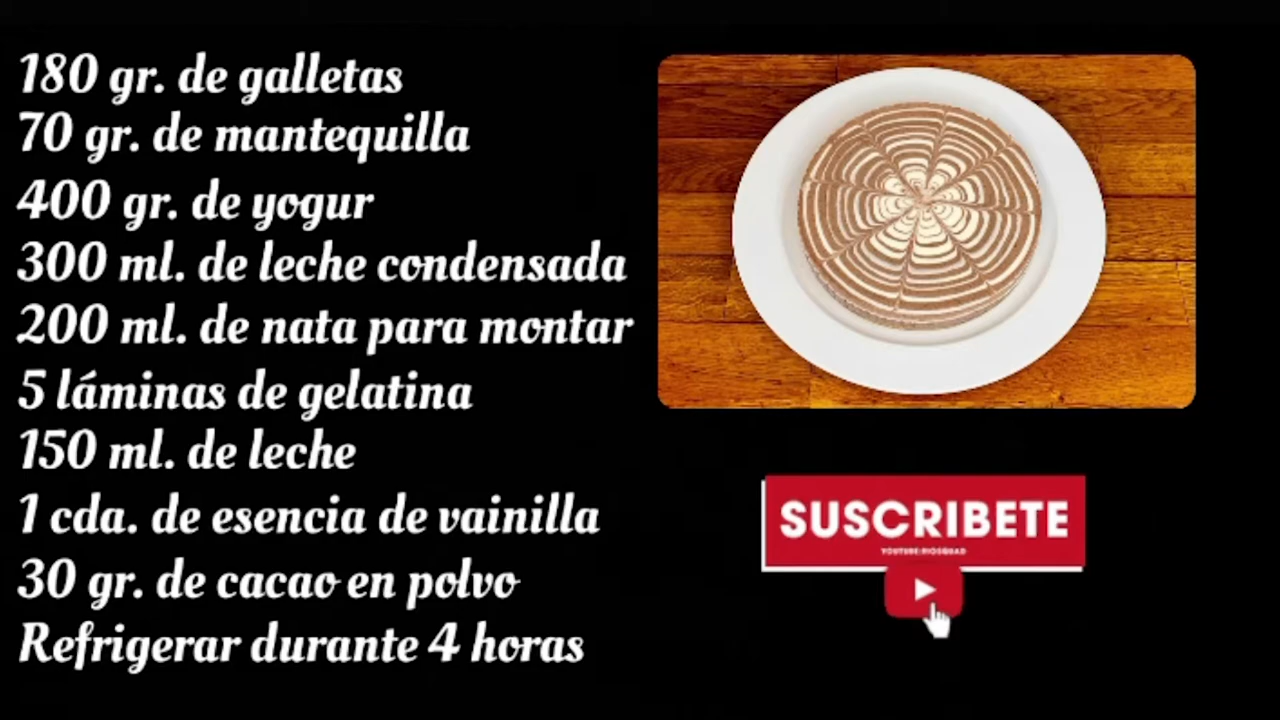 180 gr. de galletas
70 gr. de mantequilla
400 gr. de yogur
300 ml. de leche condensada
200 ml. de nata para montar
5 láminas de gelatina
150 ml. de leche
1 cda. de esencia de vainilla
30 gr. de cacao en polvo
Refrigerar durante 4 horas
SUSCRIBETE